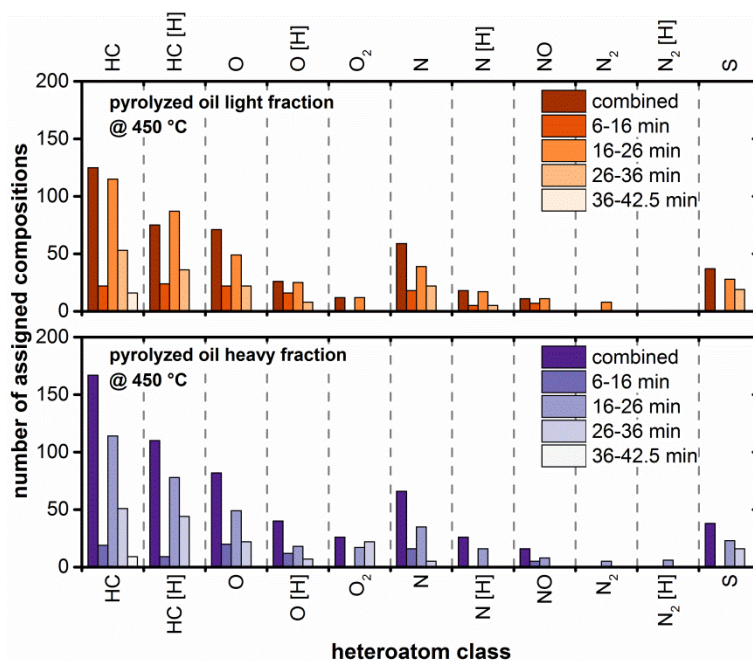 HC
HC [H]
O
O [H]
O₂
N
N [H]
NO
N₂
N₂ [H]
S
number of assigned compositions
200
150
100
50
0
pyrolyzed oil light fraction
@ 450 °C
combined
6-16 min
16-26 min
26-36 min
36-42.5 min
200
150
100
50
0
pyrolyzed oil heavy fraction
@ 450 °C
combined
6-16 min
16-26 min
26-36 min
36-42.5 min
HC
HC [H]
O
O [H]
O₂
N
N [H]
NO
N₂
N₂ [H]
S
heteroatom class